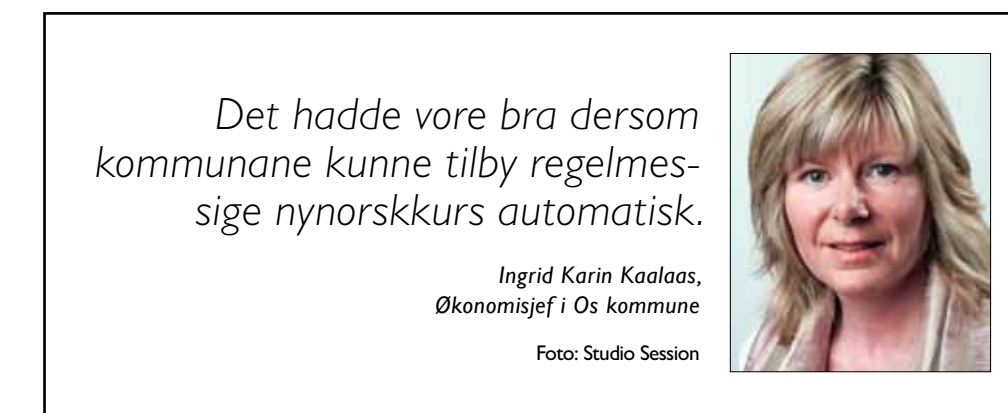 Det hadde vore bra dersom
kommunane kunne tilby regelmes-
sige nynorskkurs automatisk.
Ingrid Karin Kaalaas,
Økonomisjef i Os kommune
Foto: Studio Session